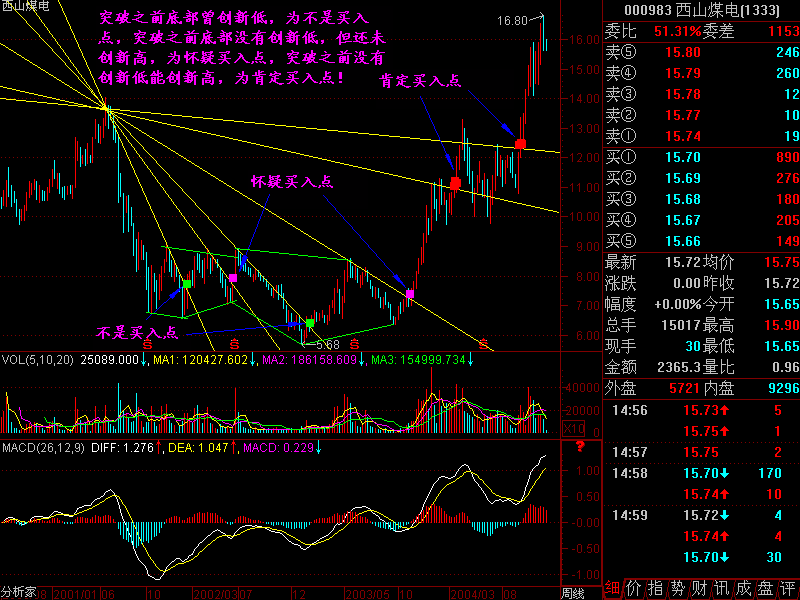 西山煤电
突破之前底部曾创新低，为不是买入
点，突破之前底部没有创新低，但还未
创新高，为怀疑买入点，突破之前没有
创新低能创新高，为肯定买入点！
肯定买入点
怀疑买入点
不是买入点
16.80
5.68
16.00
15.00
14.00
13.00
12.00
11.00
10.00
9.00
8.00
7.00
6.00
S S S S
VOL(5,10,20) 25089.000↓, MA1: 120427.602↓, MA2: 186158.609↓, MA3: 154999.734↓
40000
20000
X10
MACD(26,12,9) DIFF: 1.276↑, DEA: 1.047↑, MACD: 0.229↓
?
1.00
0.50
-0.00
-0.50
-1.00
分析家 2001/01 06 10 2002/03 07 12 2003/05 10 2004/03 08 周线
000983 西山煤电(1333)
委比 51.31% 委差 1153
卖⑤ 15.80 246
卖④ 15.79 260
卖③ 15.78 12
卖② 15.77 10
卖① 15.74 19
买① 15.70 890
买② 15.69 276
买③ 15.68 180
买④ 15.67 205
买⑤ 15.66 149
最新 15.72 均价 15.75
涨跌 0.00 昨收 15.72
幅度 +0.00% 今开 15.65
总手 15017 最高 15.90
现手 30 最低 15.65
金额 2365.3 量比 0.96
外盘 5721 内盘 9296
14:56 15.73↑ 5
15.75↑ 1
14:57 15.75 2
14:58 15.70↓ 170
15.74↑ 10
14:59 15.72↓ 4
15.74↑ 4
15.70↓ 30
细 价 指 势 财 讯 成 盘 评